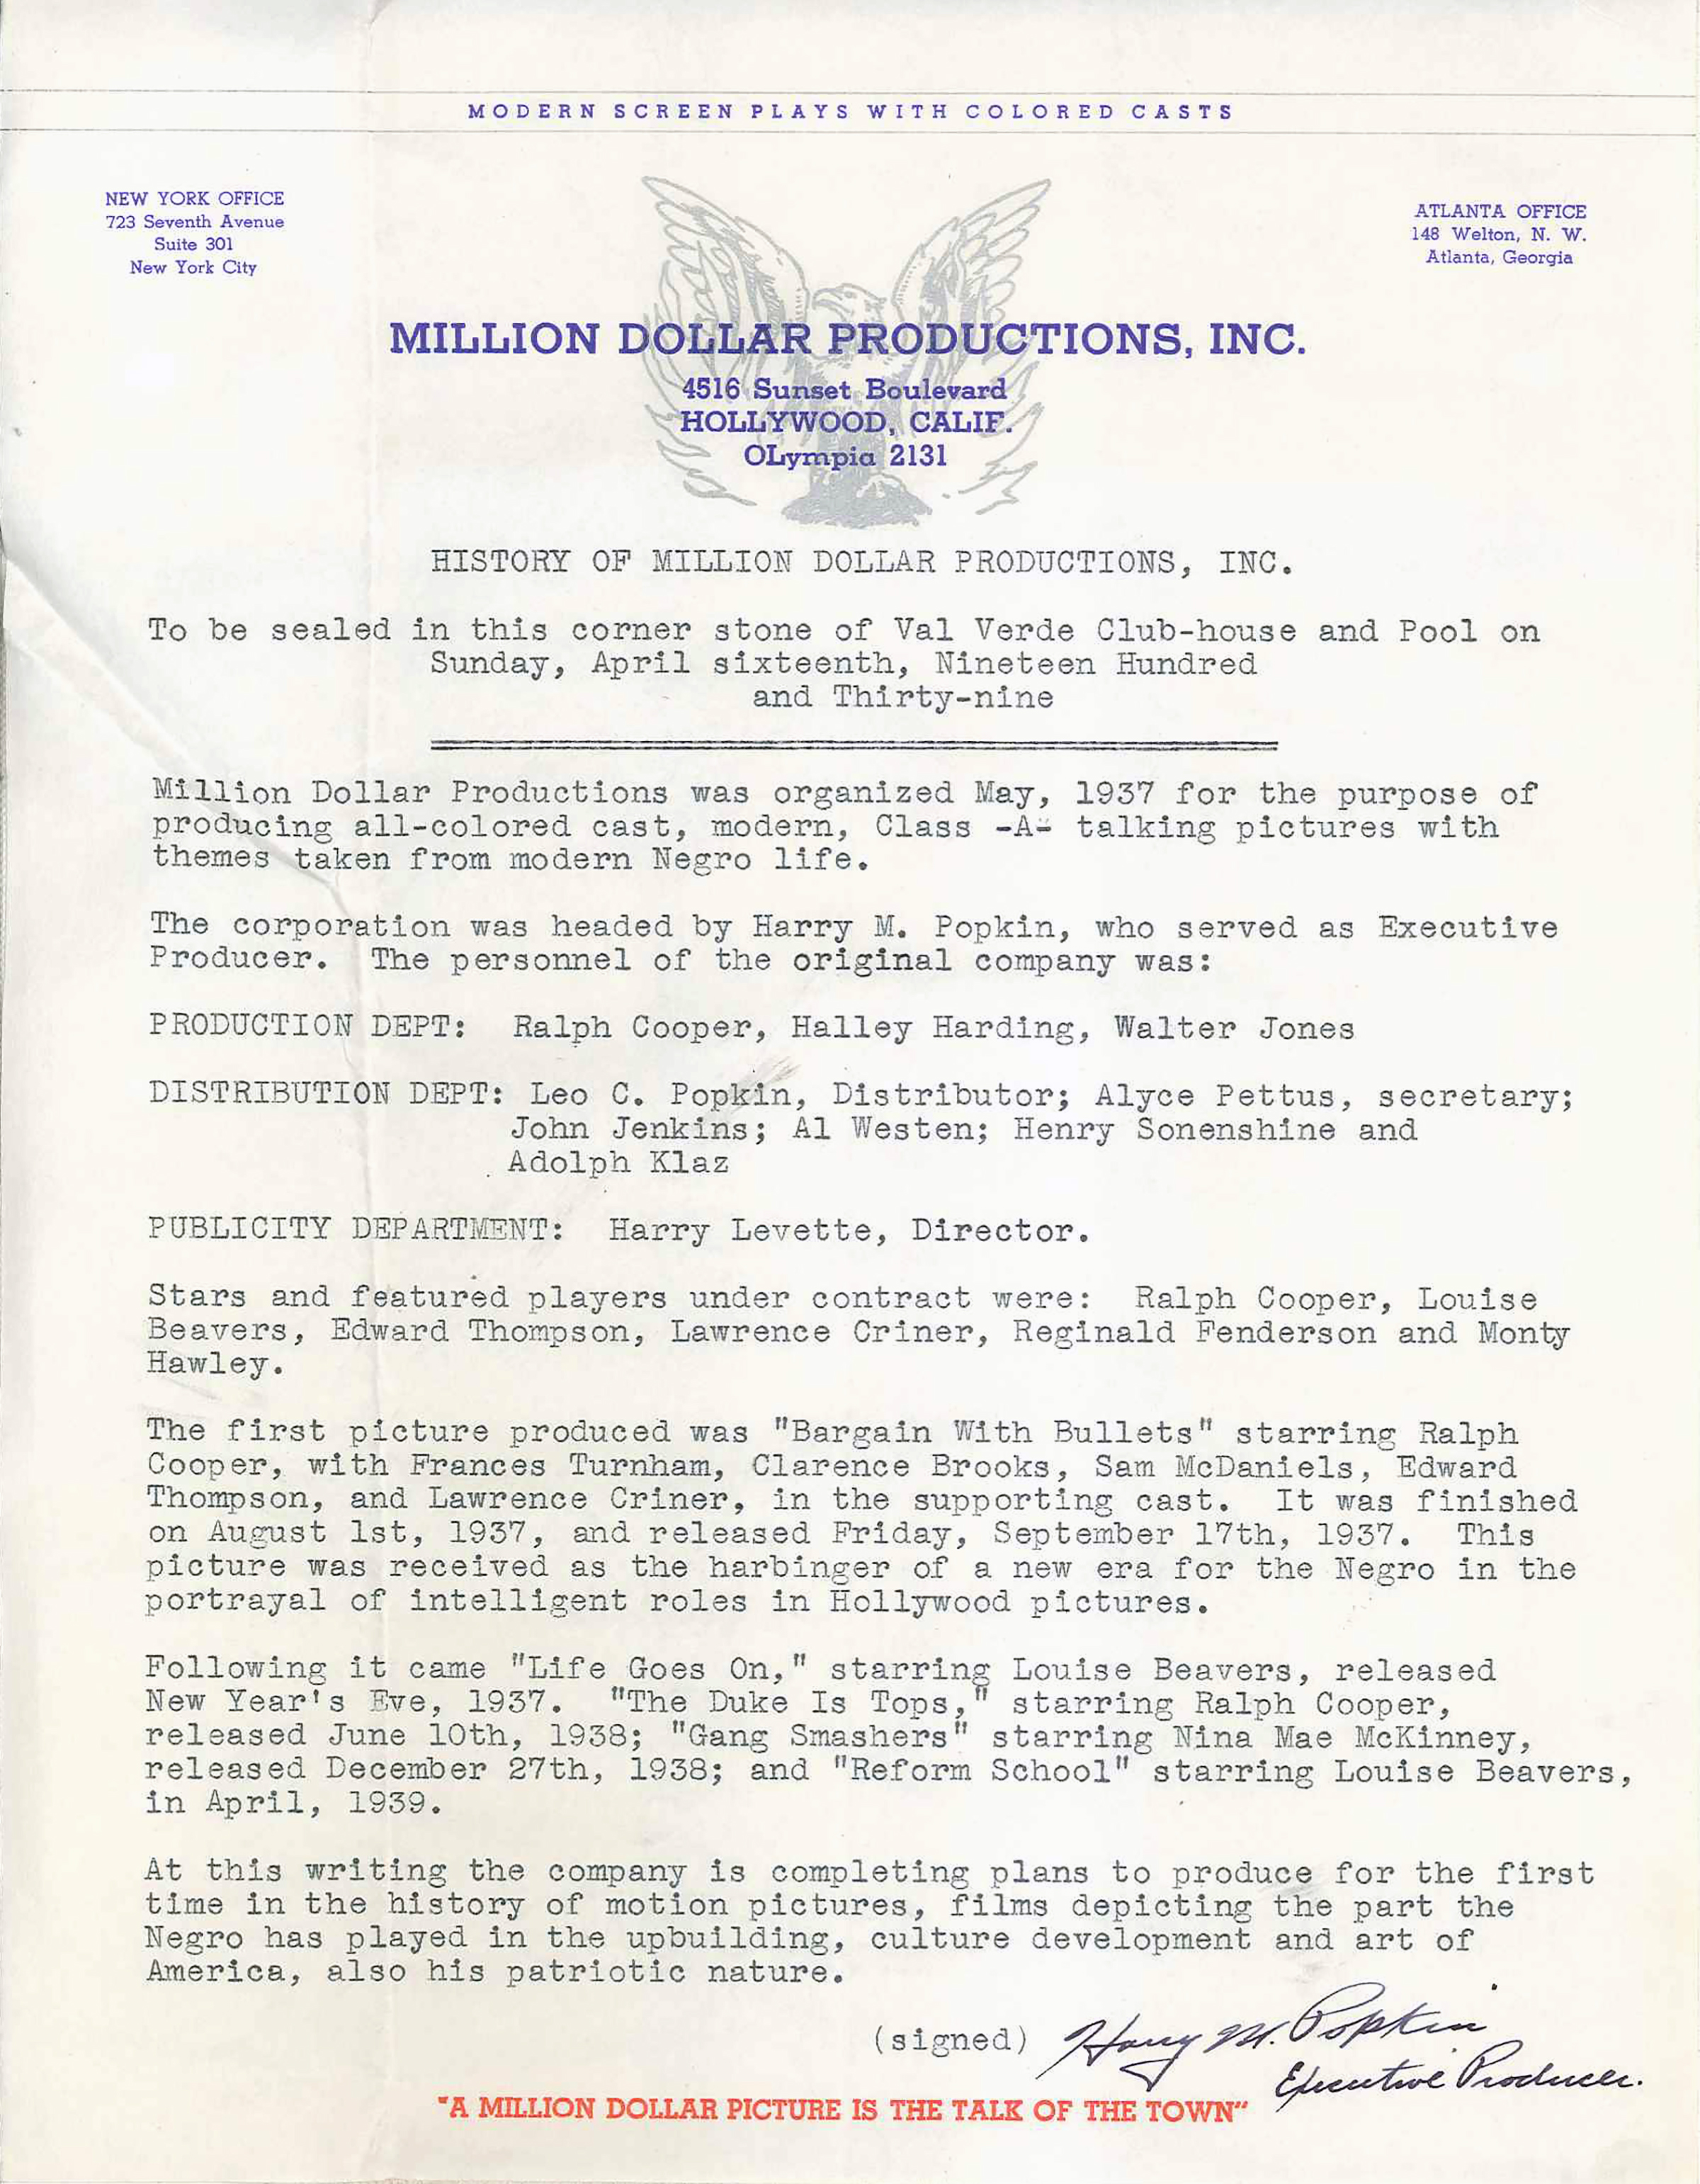 MODERN SCREEN PLAYS WITH COLORED CASTS
NEW YORK OFFICE
723 Seventh Avenue
Suite 301
New York City
ATLANTA OFFICE
148 Welton, N. W.
Atlanta, Georgia
MILLION DOLLAR PRODUCTIONS, INC.
4516 Sunset Boulevard
HOLLYWOOD, CALIF.
OLympia 2131
HISTORY OF MILLION DOLLAR PRODUCTIONS, INC.
To be sealed in this corner stone of Val Verde Club-house and Pool on
Sunday, April sixteenth, Nineteen Hundred
and Thirty-nine
Million Dollar Productions was organized May, 1937 for the purpose of
producing all-colored cast, modern, Class -A- talking pictures with
themes taken from modern Negro life.
The corporation was headed by Harry M. Popkin, who served as Executive
Producer. The personnel of the original company was:
PRODUCTION DEPT: Ralph Cooper, Halley Harding, Walter Jones
DISTRIBUTION DEPT: Leo C. Popkin, Distributor; Alyce Pettus, secretary;
John Jenkins; Al Westen; Henry Sonenshine and
Adolph Klaz
PUBLICITY DEPARTMENT: Harry Levette, Director.
Stars and featured players under contract were: Ralph Cooper, Louise
Beavers, Edward Thompson, Lawrence Criner, Reginald Fenderson and Monty
Hawley.
The first picture produced was "Bargain With Bullets" starring Ralph
Cooper, with Frances Turnham, Clarence Brooks, Sam McDaniels, Edward
Thompson, and Lawrence Criner, in the supporting cast. It was finished
on August 1st, 1937, and released Friday, September 17th, 1937. This
picture was received as the harbinger of a new era for the Negro in the
portrayal of intelligent roles in Hollywood pictures.
Following it came "Life Goes On," starring Louise Beavers, released
New Year's Eve, 1937. "The Duke Is Tops," starring Ralph Cooper,
released June 10th, 1938; "Gang Smashers" starring Nina Mae McKinney,
released December 27th, 1938; and "Reform School" starring Louise Beavers,
in April, 1939.
At this writing the company is completing plans to produce for the first
time in the history of motion pictures, films depicting the part the
Negro has played in the upbuilding, culture development and art of
America, also his patriotic nature.
(signed) Harry M. Popkin
Executive Producer.
"A MILLION DOLLAR PICTURE IS THE TALK OF THE TOWN"